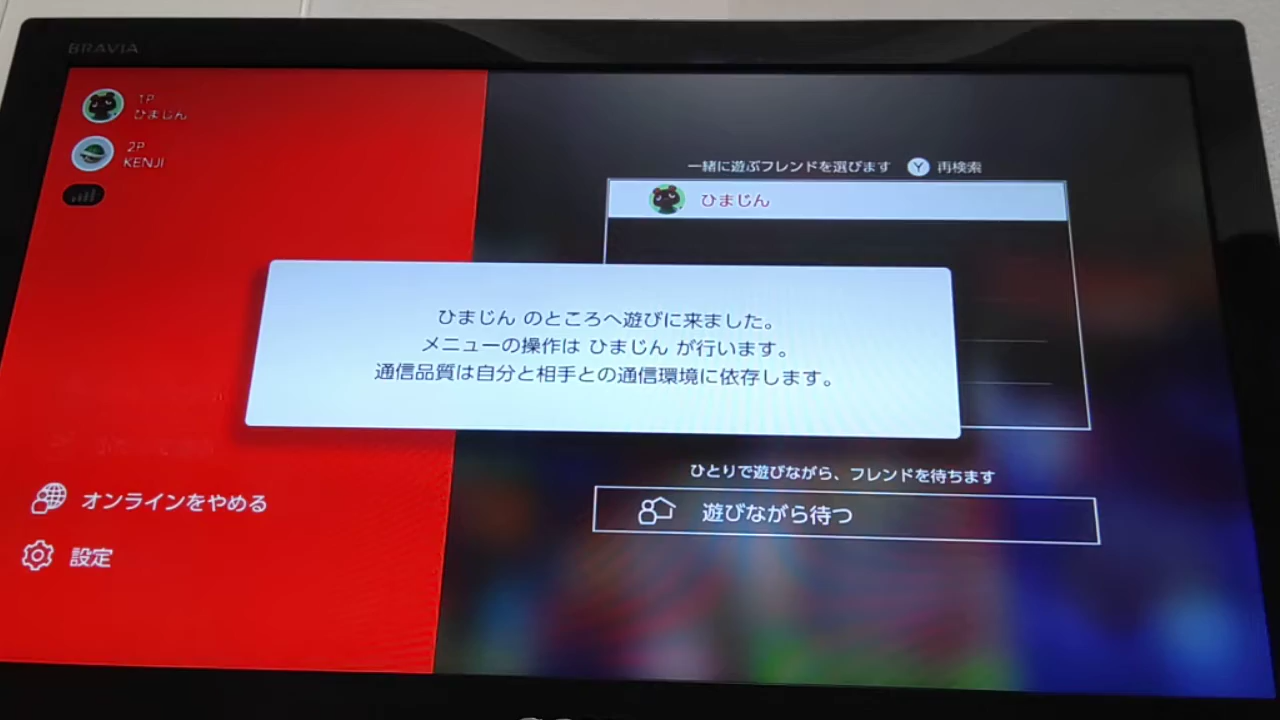 BRAVIA
1P
ひまじん
2P
KENJI
一緒に遊ぶフレンドを選びます Y 再検索
ひまじん
ひまじん のところへ遊びに来ました。
メニューの操作は ひまじん が行います。
通信品質は自分と相手との通信環境に依存します。
ひとりで遊びながら、フレンドを待ちます
遊びながら待つ
オンラインをやめる
設定